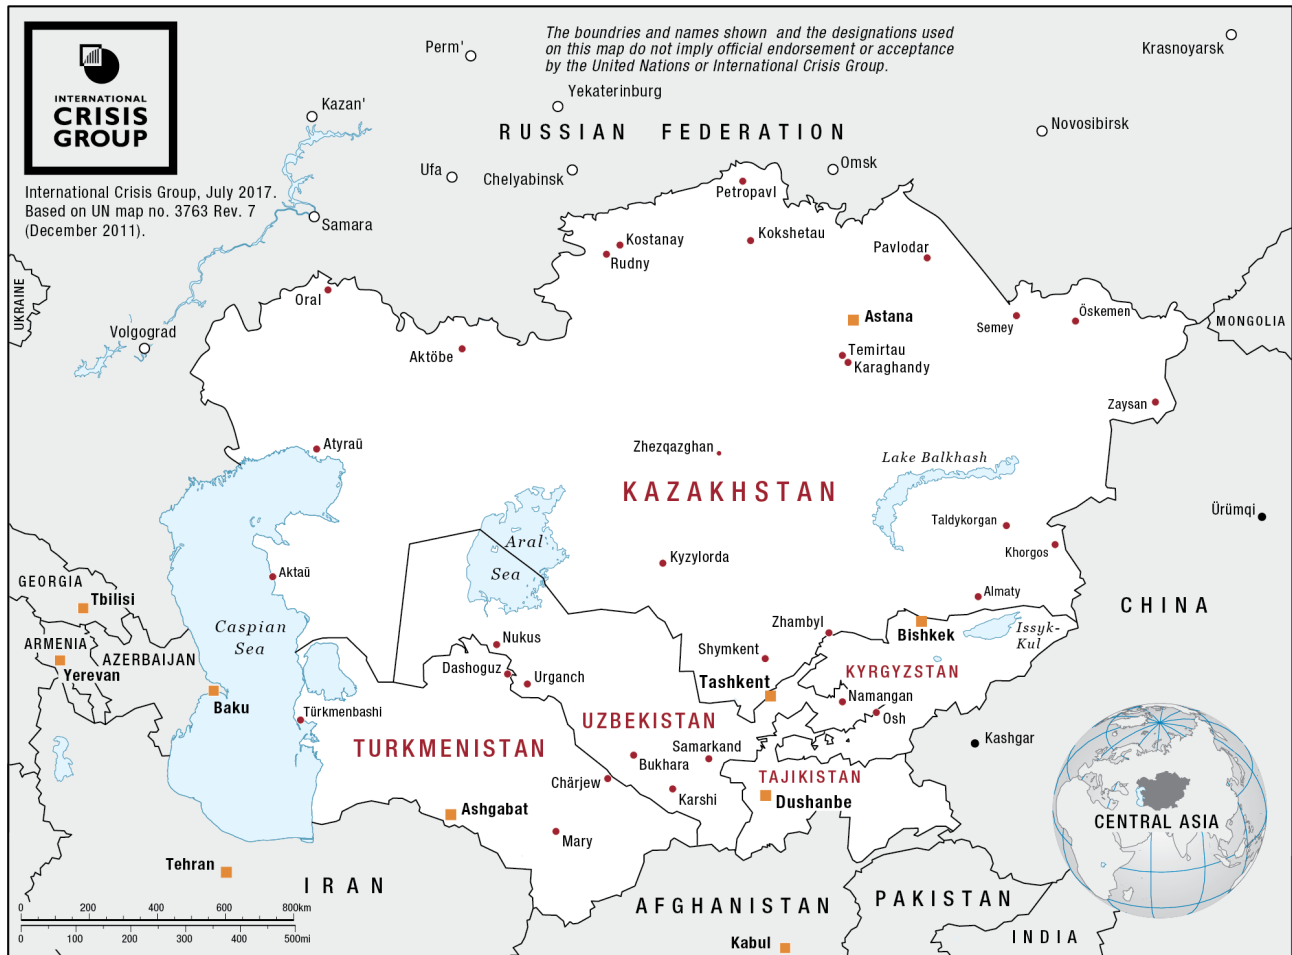 Krasnoyarsk
The boundries and names shown and the designations used
on this map do not imply official endorsement or acceptance
by the United Nations or International Crisis Group.
Perm'
Yekaterinburg
INTERNATIONAL
CRISIS
GROUP
Kazan'
Novosibirsk
RUSSIAN FEDERATION
Omsk
Ufa
Chelyabinsk
Petropavl
International Crisis Group, July 2017.
Based on UN map no. 3763 Rev. 7
(December 2011).
Samara
Kostanay
Kokshetau
Pavlodar
Rudny
UKRAINE
Oral
Astana
Semey
Öskemen
MONGOLIA
Volgograd
Aktöbe
Temirtau
Karaghandy
Zaysan
Atyraū
Zhezqazghan
Lake Balkhash
KAZAKHSTAN
Ürümqi
Taldykorgan
Aral
Sea
Khorgos
Kyzylorda
Aktaū
GEORGIA
Tbilisi
Almaty
CHINA
Caspian
Sea
Zhambyl
Bishkek
Issyk-
Kul
ARMENIA
Nukus
Yerevan
AZERBAIJAN
Shymkent
Dashoguz
Urganch
KYRGYZSTAN
Tashkent
Namangan
Baku
Türkmenbashi
UZBEKISTAN
Osh
Kashgar
TURKMENISTAN
Samarkand
Bukhara
TAJIKISTAN
Chärjew
Karshi
Dushanbe
Ashgabat
CENTRAL ASIA
Mary
Tehran
IRAN
AFGHANISTAN
PAKISTAN
INDIA
Kabul
0 200 400 600 800km
0 100 200 300 400 500mi